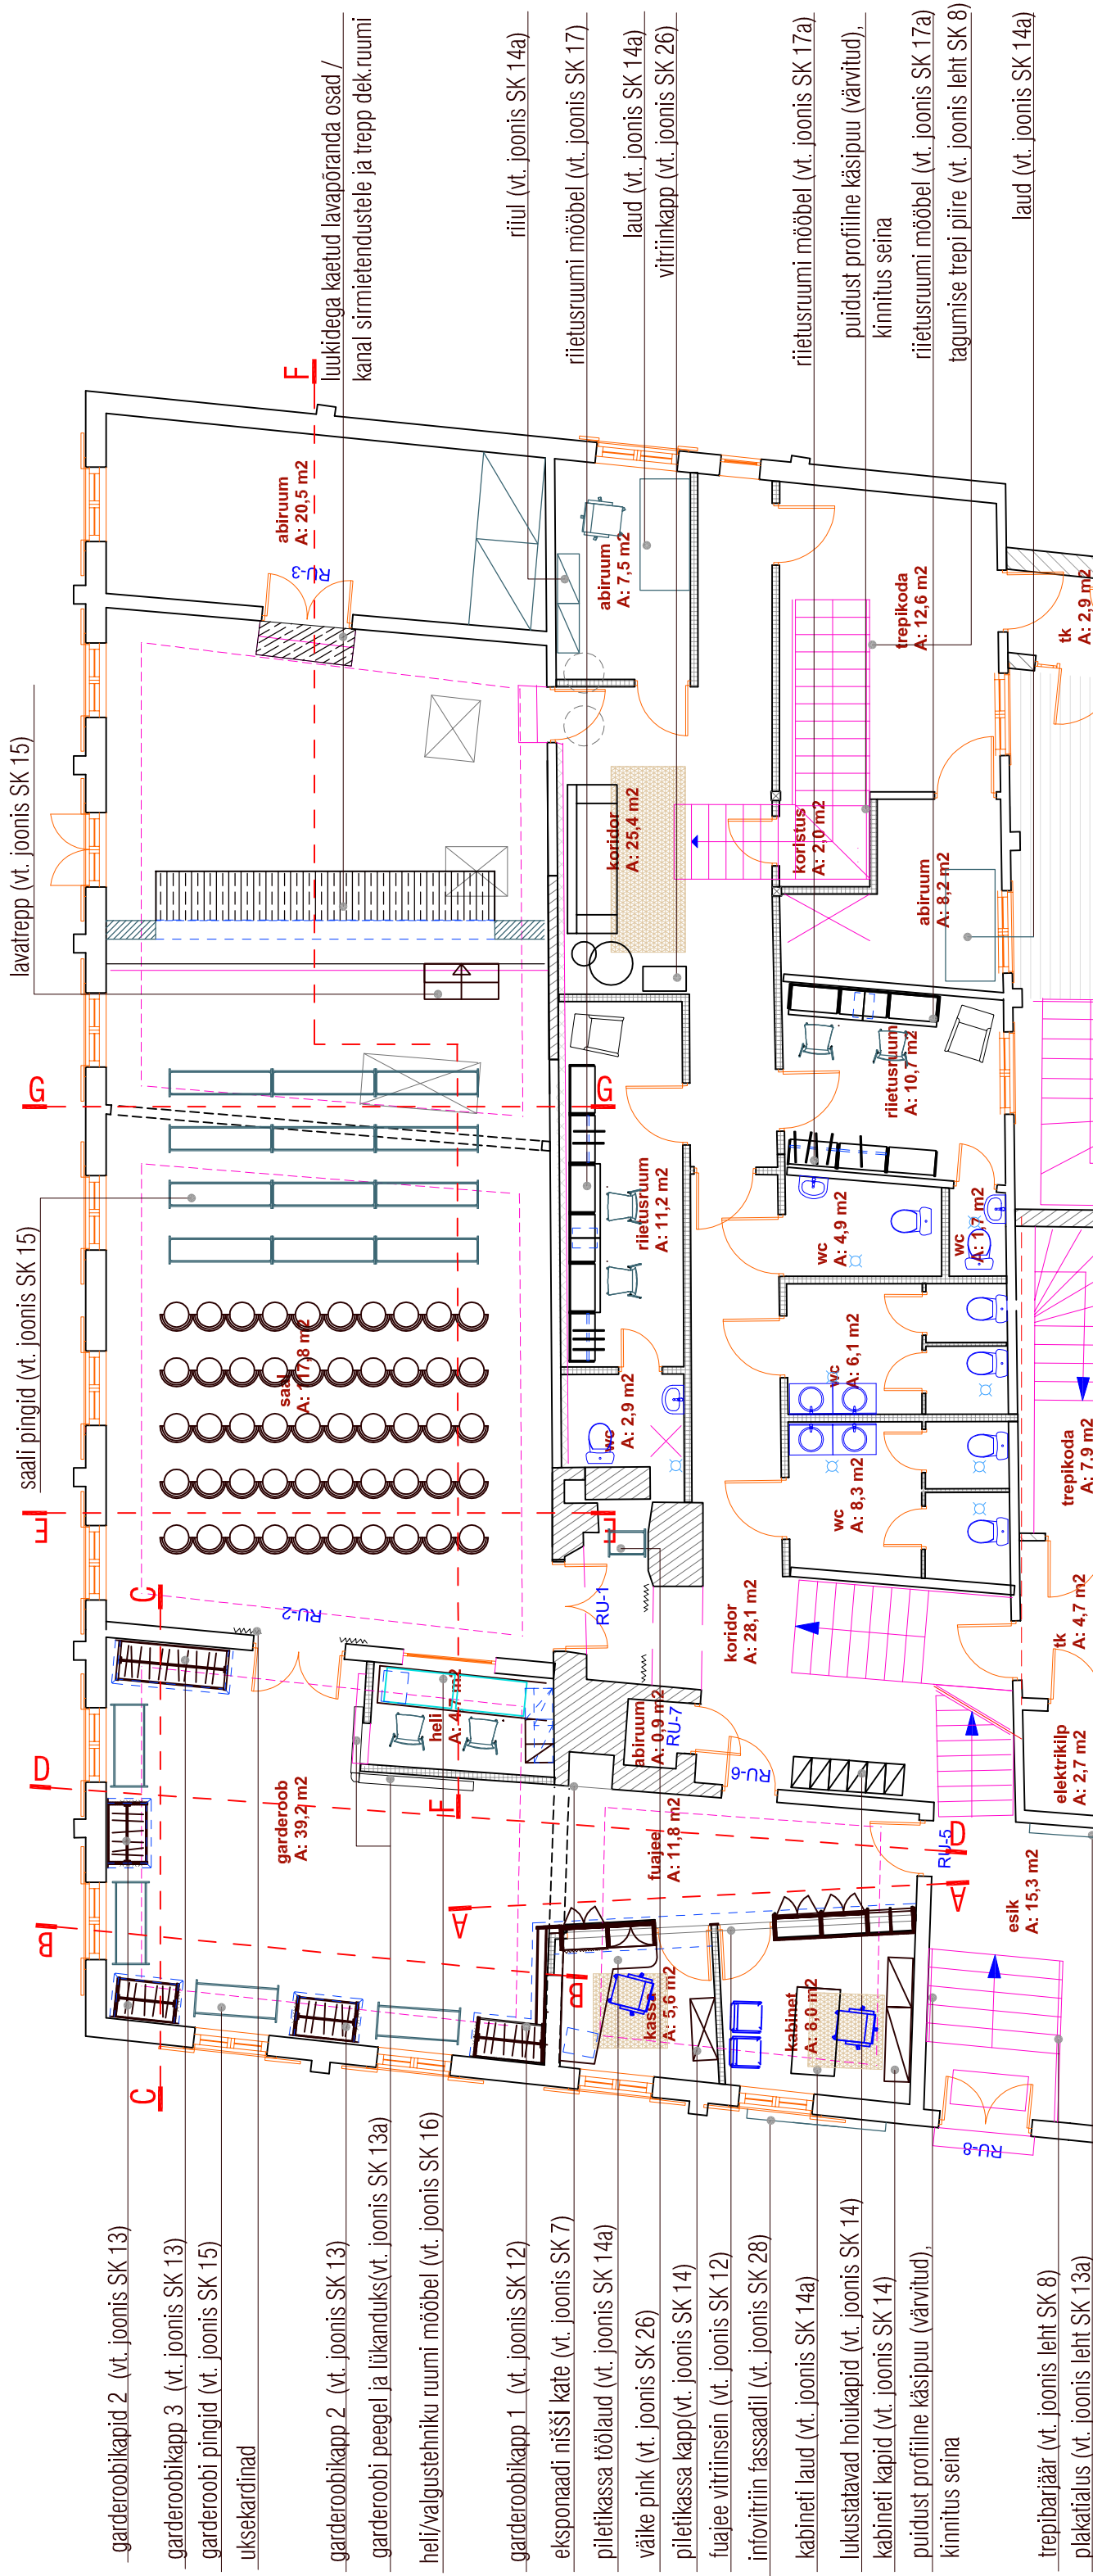 luukidega kaetud lavapõranda osad /
kanal sirmietendustele ja trepp dek.ruumi
riiul (vt. joonis SK 14a)
riietusruumi mööbel (vt. joonis SK 17)
laud (vt. joonis SK 14a)
vitriinkapp (vt. joonis SK 26)
riietusruumi mööbel (vt. joonis SK 17a)
puidust profiilne käsipuu (värvitud),
kinnitus seina
riietusruumi mööbel (vt. joonis SK 17a)
tagumise trepi piire (vt. joonis leht SK 8)
laud (vt. joonis SK 14a)
lavatrepp (vt. joonis SK 15)
saali pingid (vt. joonis SK 15)
F
abiruum
A: 20,5 m2
RU-3
abiruum
A: 7,5 m2
trepikoda
A: 12,6 m2
tk
A: 2,9 m2
koridor
A: 25,4 m2
koristus
A: 2,0 m2
abiruum
A: 8,2 m2
G
G
riietusruum
A: 11,2 m2
riietusruum
A: 10,7 m2
wc
A: 4,9 m2
wc
A: 1,7 m2
saal
A: 117,8 m2
wc
A: 2,9 m2
wc
A: 6,1 m2
wc
A: 8,3 m2
trepikoda
A: 7,9 m2
E
E
C
RU-2
RU-1
koridor
A: 28,1 m2
tk
A: 4,7 m2
heli
A: 4,7 m2
abiruum
A: 0,9 m2
RU-7
RU-6
elektrikilp
A: 2,7 m2
D
garderoob
A: 39,2 m2
F
fuajee
A: 11,8 m2
D
RU-5
B
A
A
esik
A: 15,3 m2
B
kassa
A: 5,6 m2
kabinet
A: 8,0 m2
C
RU-8
garderoobikapid 2 (vt. joonis SK 13)
garderoobikapp 3 (vt. joonis SK 13)
garderoobi pingid (vt. joonis SK 15)
uksekardinad
garderoobikapp 2 (vt. joonis SK 13)
garderoobi peegel ja lükanduks(vt. joonis SK 13a)
heli/valgustehniku ruumi mööbel (vt. joonis SK 16)
garderoobikapp 1 (vt. joonis SK 12)
eksponaadi nišši kate (vt. joonis SK 7)
piletikassa töölaud (vt. joonis SK 14a)
väike pink (vt. joonis SK 26)
piletikassa kapp(vt. joonis SK 14)
fuajee vitriinsein (vt. joonis SK 12)
infovitriin fassaadil (vt. joonis SK 28)
kabineti laud (vt. joonis SK 14a)
lukustatavad hoiukapid (vt. joonis SK 14)
kabineti kapid (vt. joonis SK 14)
puidust profiilne käsipuu (värvitud),
kinnitus seina
trepibarjäär (vt. joonis leht SK 8)
plakatialus (vt. joonis leht SK 13a)